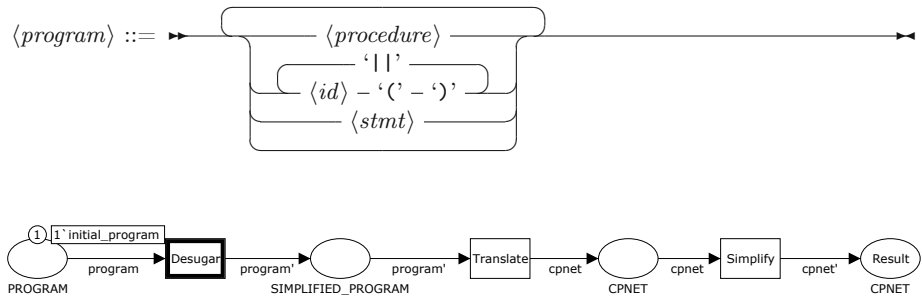 ⟨program⟩ ::= ⟨procedure⟩
‘||’
⟨id⟩ – ‘(’ – ‘)’
⟨stmt⟩
1 1`initial_program
Desugar Translate Simplify Result
program program' program' cpnet cpnet cpnet'
PROGRAM SIMPLIFIED_PROGRAM CPNET CPNET